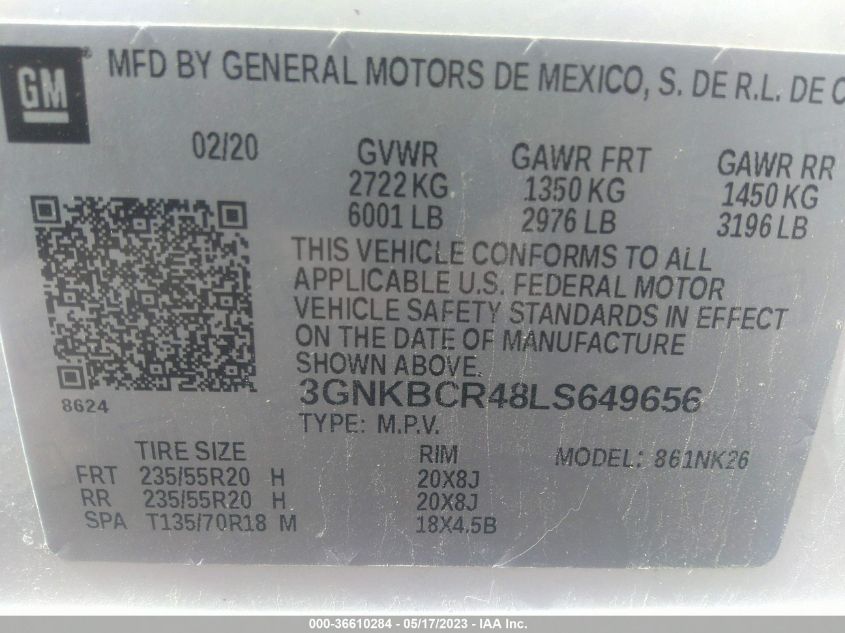 GM® MFD BY GENERAL MOTORS DE MEXICO, S. DE R.L. DE C
02/20 GVWR GAWR FRT GAWR RR
2722 KG 1350 KG 1450 KG
6001 LB 2976 LB 3196 LB
THIS VEHICLE CONFORMS TO ALL
APPLICABLE U.S. FEDERAL MOTOR
VEHICLE SAFETY STANDARDS IN EFFECT
ON THE DATE OF MANUFACTURE
SHOWN ABOVE.
3GNKBCR48LS649656
8624
TYPE: M.P.V.
TIRE SIZE RIM MODEL: 861NK26
FRT 235/55R20 H 20X8J
RR 235/55R20 H 20X8J
SPA T135/70R18 M 18X4.5B
000-36610284 - 05/17/2023 - IAA Inc.